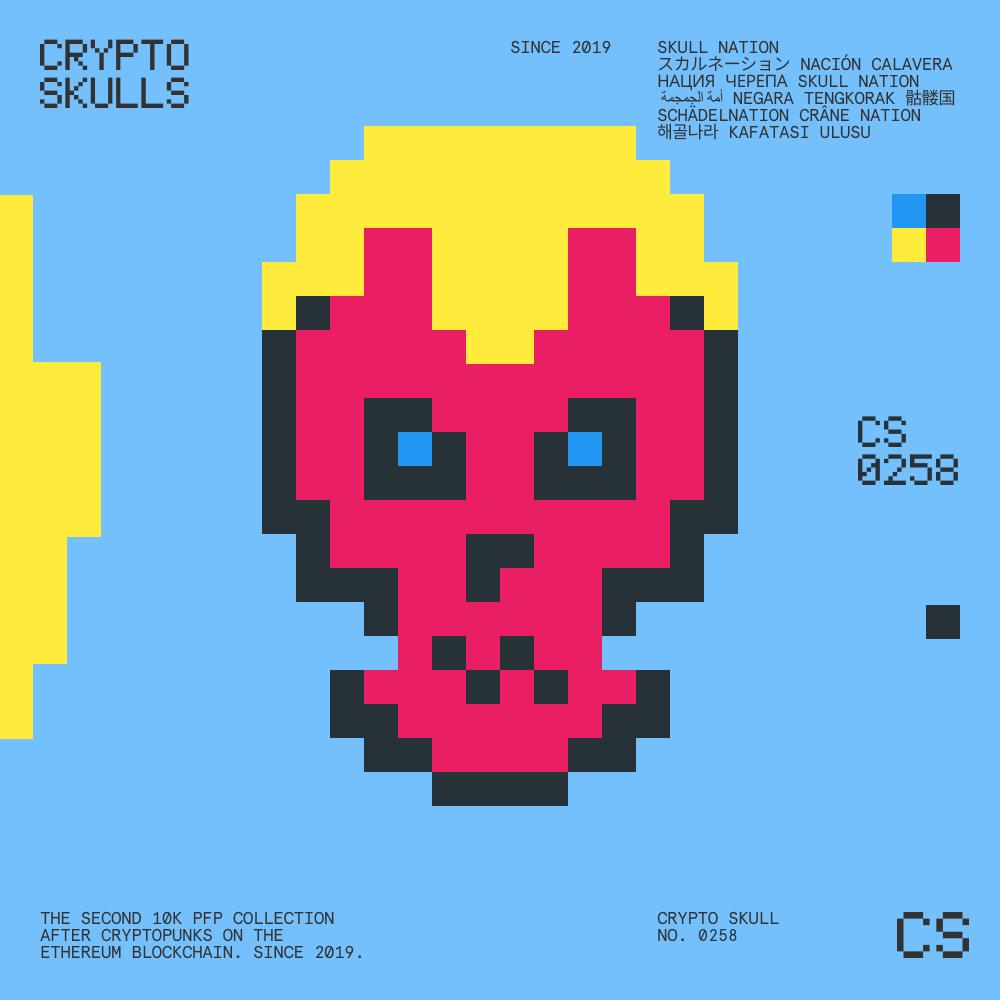 CRYPTO
SKULLS
SINCE 2019
SKULL NATION
スカルネーション NACIÓN CALAVERA
НАЦИЯ ЧЕРЕПА SKULL NATION
أمة الجمجمة NEGARA TENGKORAK 骷髅国
SCHÄDELNATION CRÂNE NATION
해골나라 KAFATASI ULUSU
CS
0258
THE SECOND 10K PFP COLLECTION
AFTER CRYPTOPUNKS ON THE
ETHEREUM BLOCKCHAIN. SINCE 2019.
CRYPTO SKULL
NO. 0258
CS